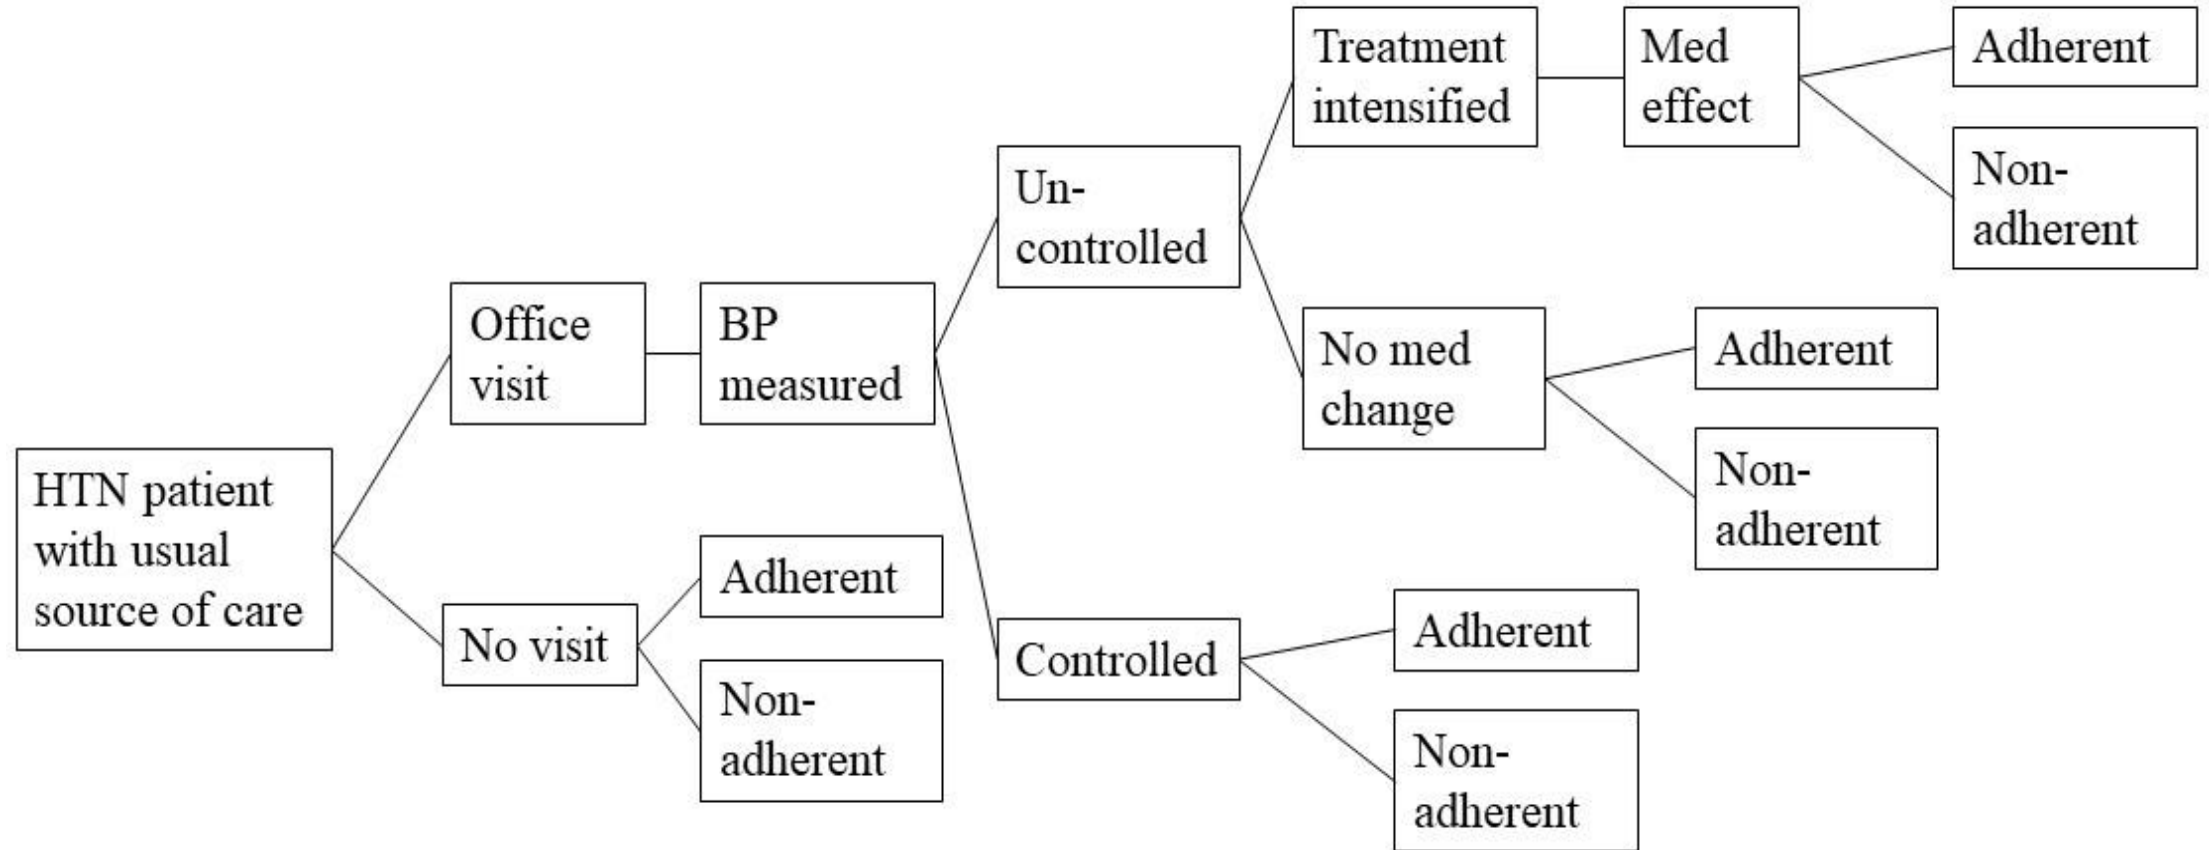 HTN patient
with usual
source of care
Office
visit
No visit
BP
measured
Adherent
Non-
adherent
Un-
controlled
Controlled
Treatment
intensified
No med
change
Adherent
Non-
adherent
Med
effect
Adherent
Non-
adherent
Adherent
Non-
adherent